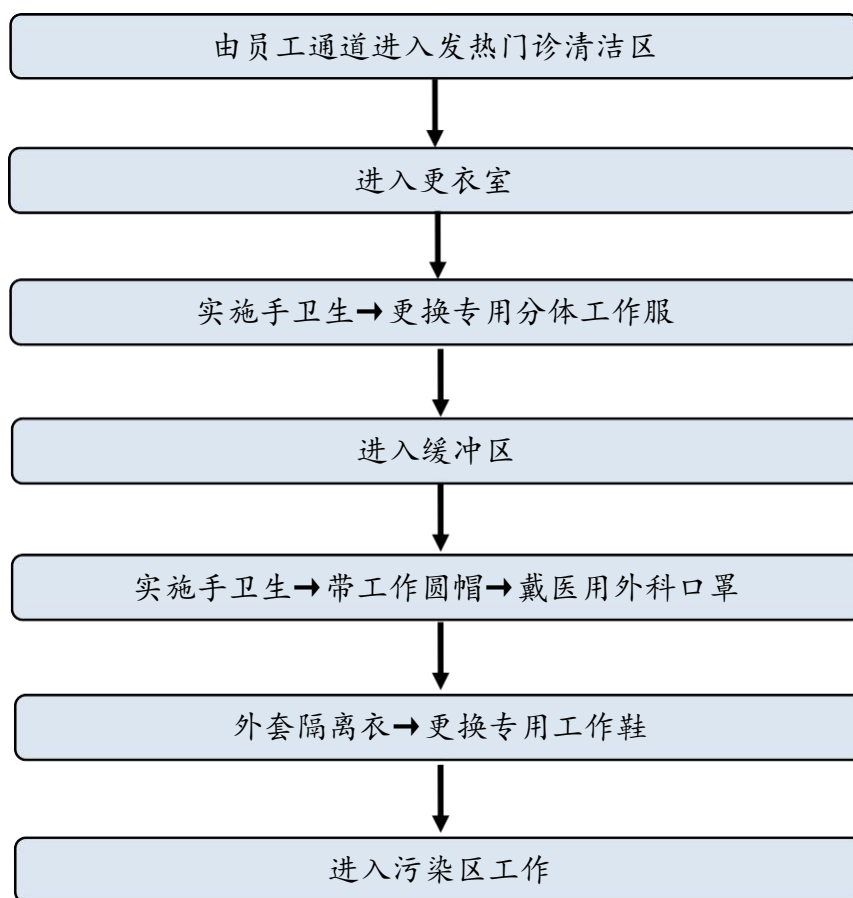 由员工通道进入发热门诊清洁区
进入更衣室
实施手卫生→更换专用分体工作服
进入缓冲区
实施手卫生→带工作圆帽→戴医用外科口罩
外套隔离衣→更换专用工作鞋
进入污染区工作